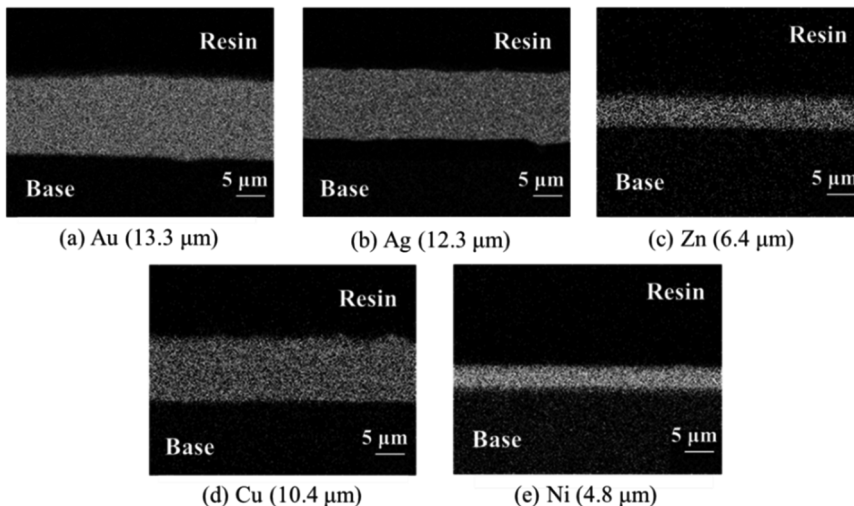 Resin
Base
5 μm
(a) Au (13.3 μm)
Resin
Base
5 μm
(b) Ag (12.3 μm)
Resin
Base
5 μm
(c) Zn (6.4 μm)
Resin
Base
5 μm
(d) Cu (10.4 μm)
Resin
Base
5 μm
(e) Ni (4.8 μm)